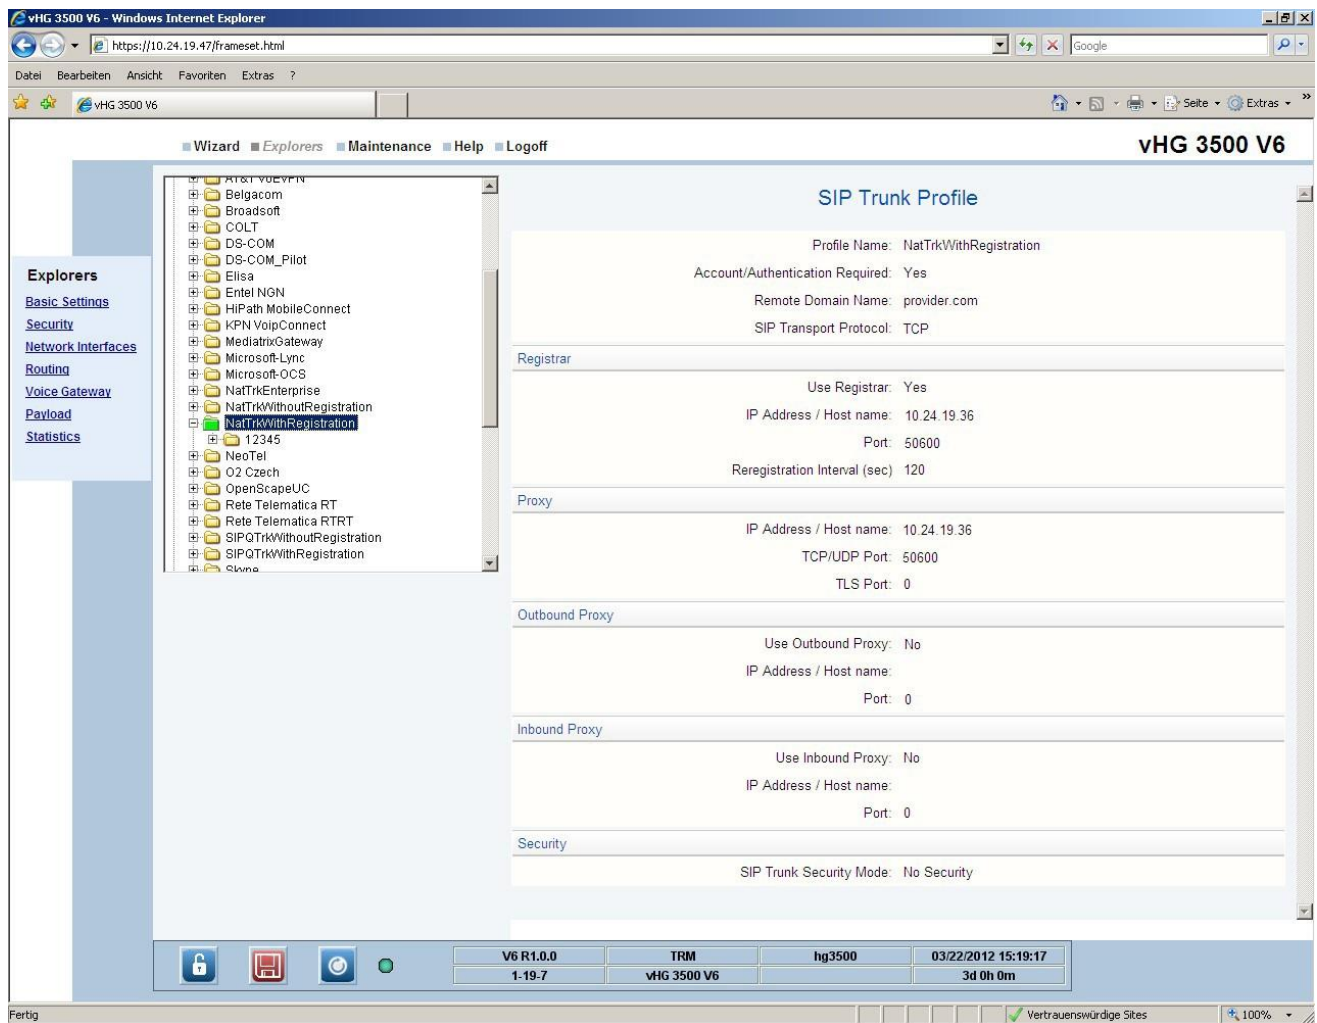 vHG 3500 V6 - Windows Internet Explorer
https://10.24.19.47/frameset.html
Google
Datei Bearbeiten Ansicht Favoriten Extras ?
vHG 3500 V6
Seite Extras
Wizard Explorers Maintenance Help Logoff
vHG 3500 V6
Explorers
Basic Settings
Security
Network Interfaces
Routing
Voice Gateway
Payload
Statistics
AT&T VoEVPN
Belgacom
Broadsoft
COLT
DS-COM
DS-COM_Pilot
Elisa
Entel NGN
HiPath MobileConnect
KPN VoipConnect
MediatrixGateway
Microsoft-Lync
Microsoft-OCS
NatTrkEnterprise
NatTrkWithoutRegistration
NatTrkWithRegistration
12345
NeoTel
O2 Czech
OpenScapeUC
Rete Telematica RT
Rete Telematica RTRT
SIPQTrkWithoutRegistration
SIPQTrkWithRegistration
Skype
SIP Trunk Profile
Profile Name: NatTrkWithRegistration
Account/Authentication Required: Yes
Remote Domain Name: provider.com
SIP Transport Protocol: TCP
Registrar
Use Registrar: Yes
IP Address / Host name: 10.24.19.36
Port: 50600
Reregistration Interval (sec) 120
Proxy
IP Address / Host name: 10.24.19.36
TCP/UDP Port: 50600
TLS Port: 0
Outbound Proxy
Use Outbound Proxy: No
IP Address / Host name:
Port: 0
Inbound Proxy
Use Inbound Proxy: No
IP Address / Host name:
Port: 0
Security
SIP Trunk Security Mode: No Security
V6 R1.0.0 TRM hg3500 03/22/2012 15:19:17
1-19-7 vHG 3500 V6 3d 0h 0m
Fertig
Vertrauenswürdige Sites
100%